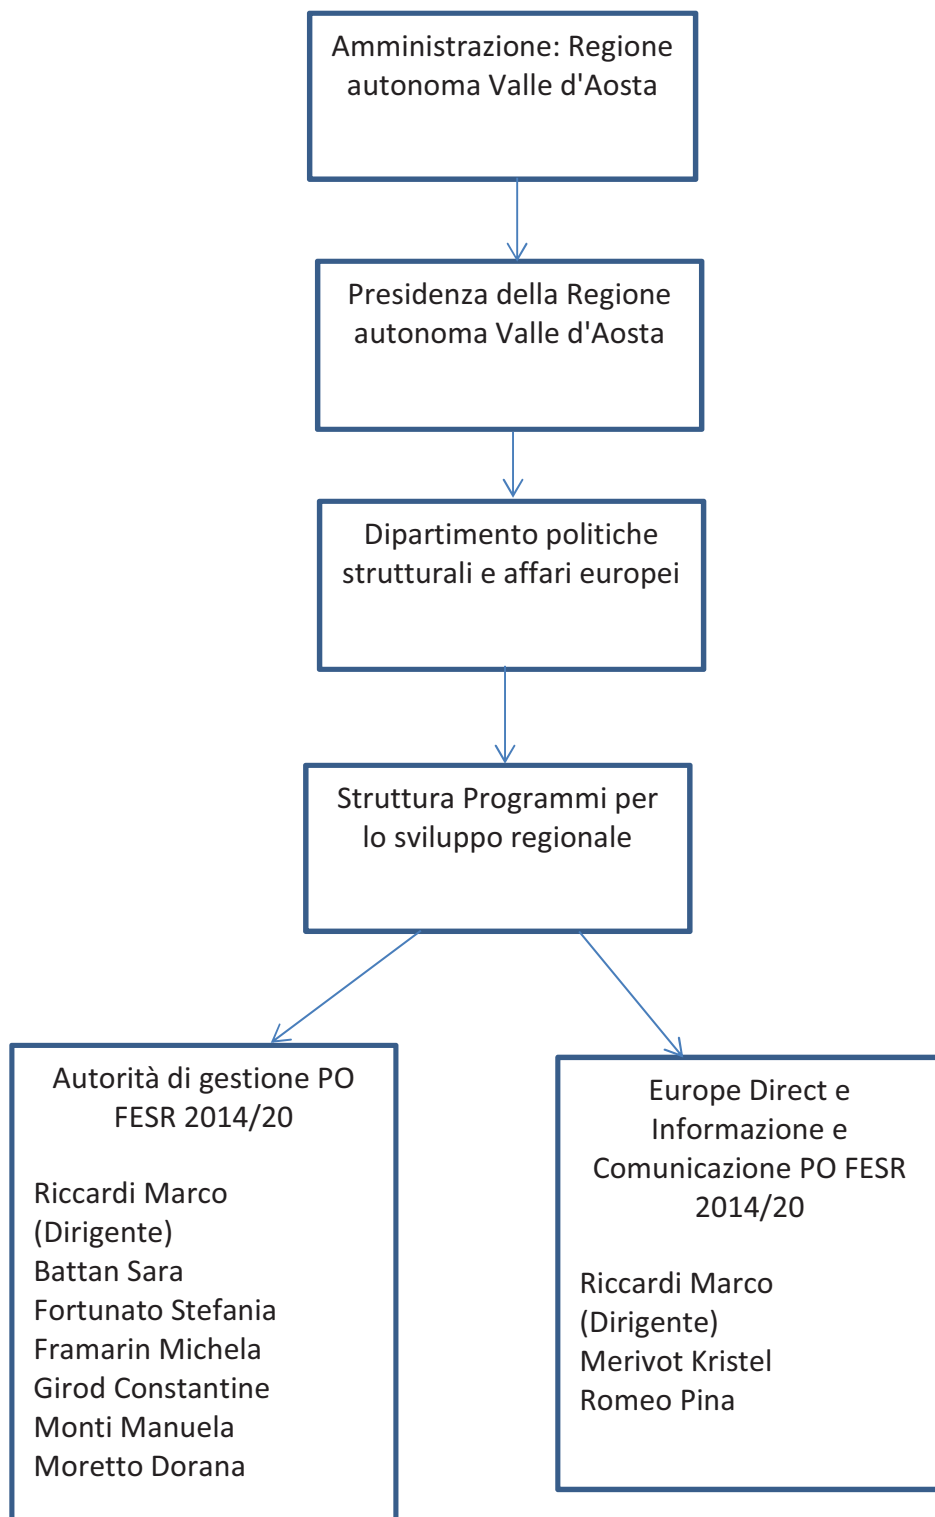 Amministrazione: Regione
autonoma Valle d'Aosta
Presidenza della Regione
autonoma Valle d'Aosta
Dipartimento politiche
strutturali e affari europei
Struttura Programmi per
lo sviluppo regionale
Autorità di gestione PO
FESR 2014/20
Riccardi Marco
(Dirigente)
Battan Sara
Fortunato Stefania
Framarin Michela
Girod Constantine
Monti Manuela
Moretto Dorana
Europe Direct e
Informazione e
Comunicazione PO FESR
2014/20
Riccardi Marco
(Dirigente)
Merivot Kristel
Romeo Pina